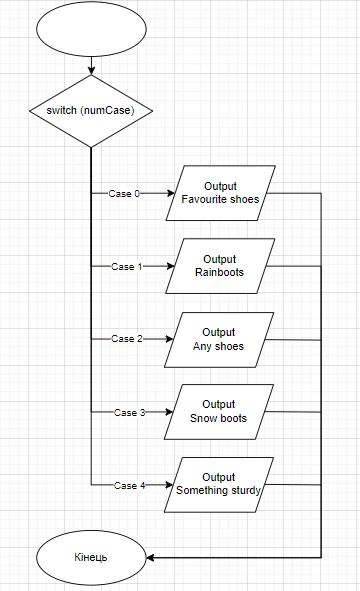 switch (numCase)
Case 0
Output
Favourite shoes
Case 1
Output
Rainboots
Case 2
Output
Any shoes
Case 3
Output
Snow boots
Case 4
Output
Something sturdy
Кінець